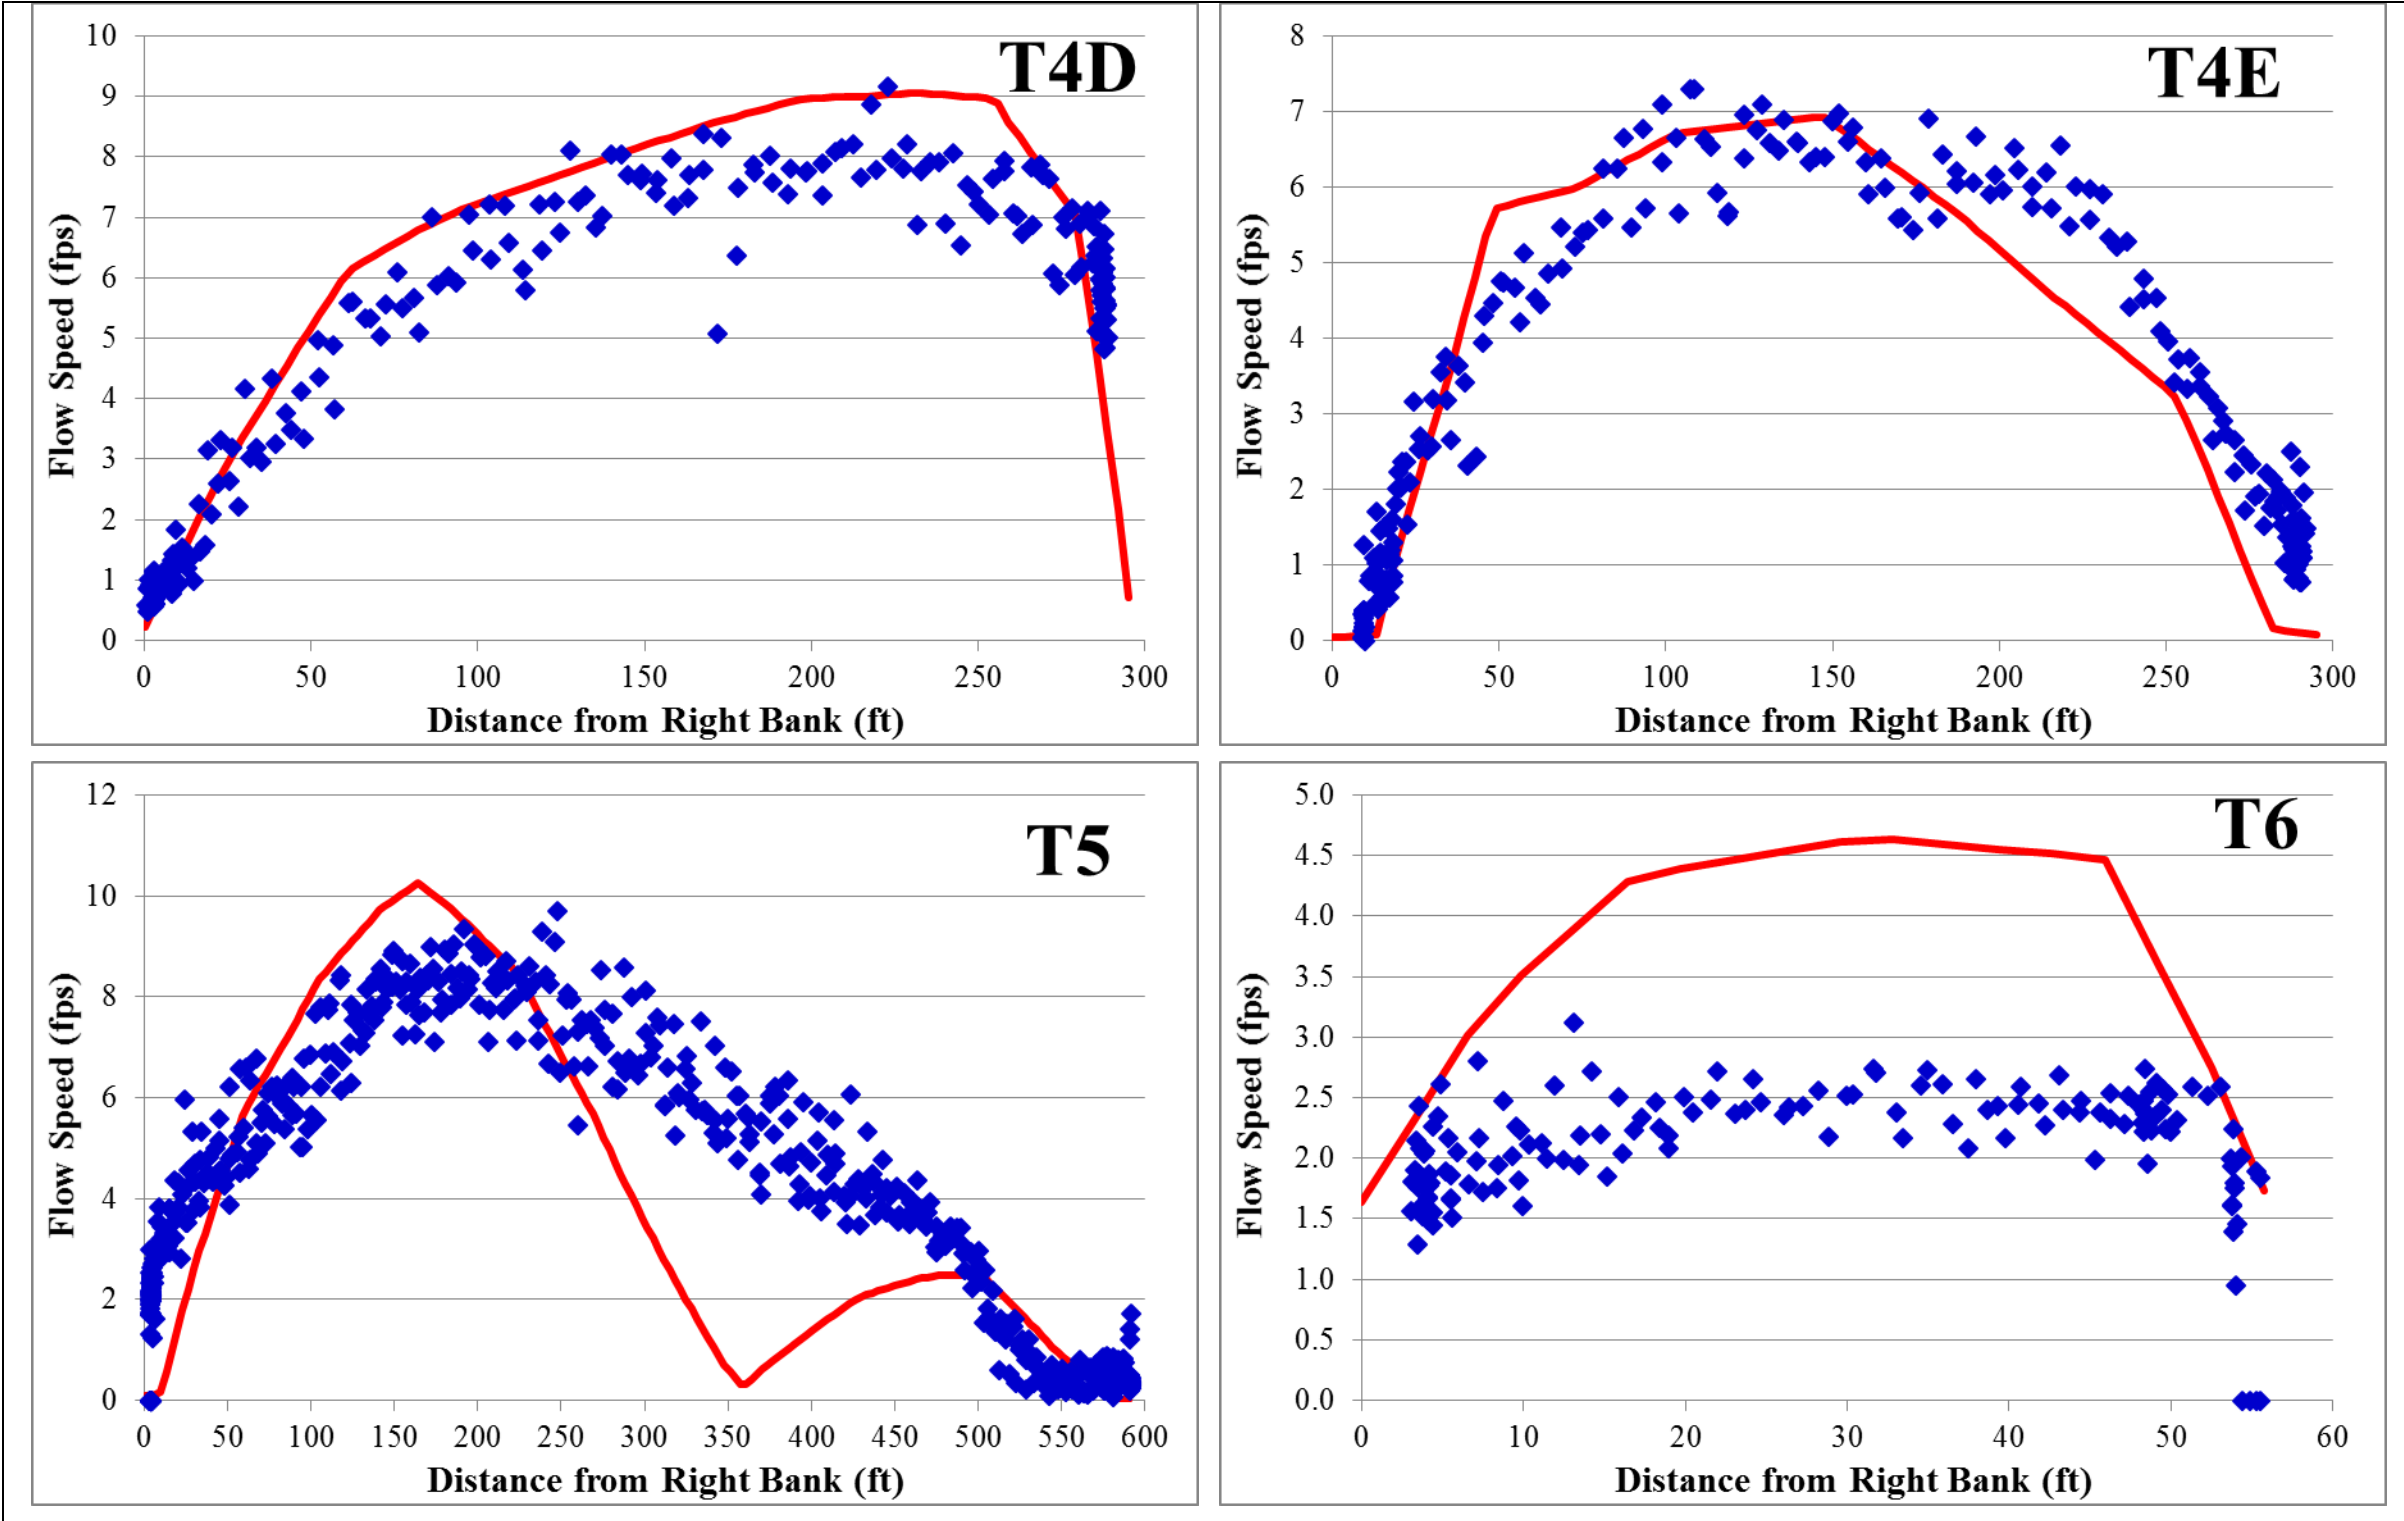 T4D
10
9
8
7
6
5
4
3
2
1
0
Flow Speed (fps)
0 50 100 150 200 250 300
Distance from Right Bank (ft)
T4E
8
7
6
5
4
3
2
1
0
Flow Speed (fps)
0 50 100 150 200 250 300
Distance from Right Bank (ft)
T5
12
10
8
6
4
2
0
Flow Speed (fps)
0 50 100 150 200 250 300 350 400 450 500 550 600
Distance from Right Bank (ft)
T6
5.0
4.5
4.0
3.5
3.0
2.5
2.0
1.5
1.0
0.5
0.0
Flow Speed (fps)
0 10 20 30 40 50 60
Distance from Right Bank (ft)